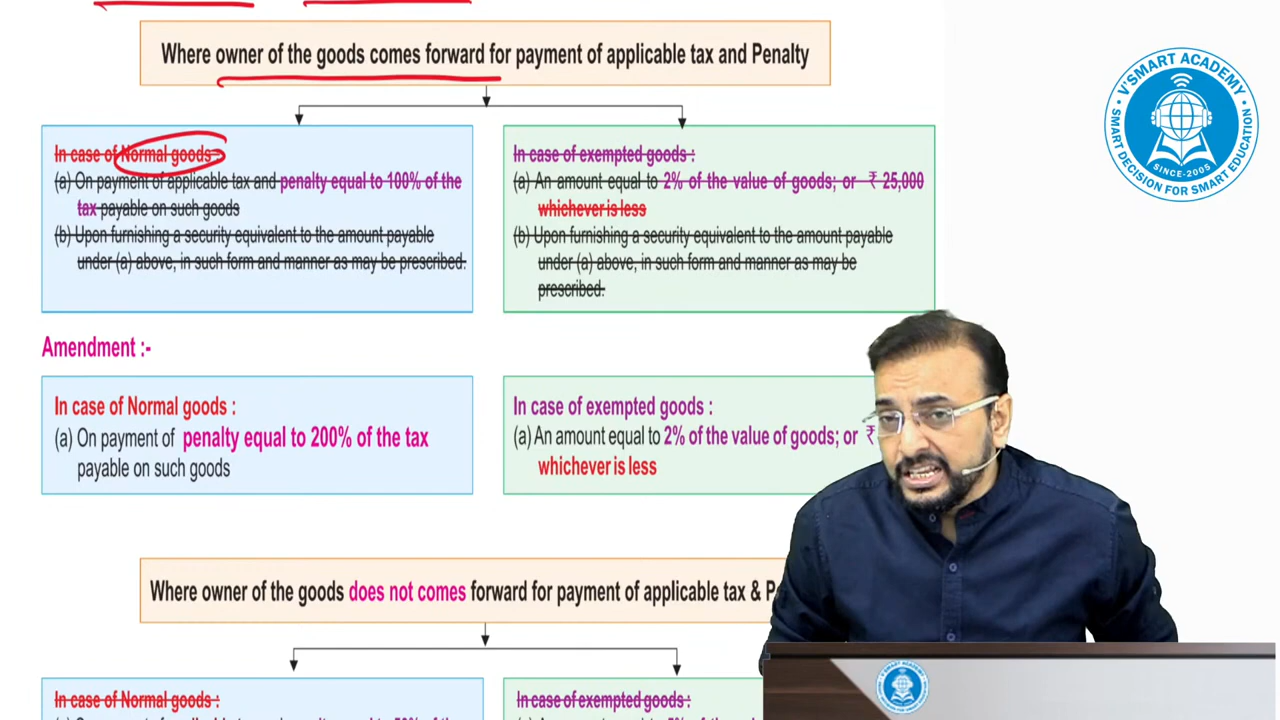 Where owner of the goods comes forward for payment of applicable tax and Penalty
In case of Normal goods :
(a) On payment of applicable tax and penalty equal to 100% of the
tax payable on such goods
(b) Upon furnishing a security equivalent to the amount payable
under (a) above, in such form and manner as may be prescribed.
In case of exempted goods :
(a) An amount equal to 2% of the value of goods; or ₹ 25,000
whichever is less
(b) Upon furnishing a security equivalent to the amount payable
under (a) above, in such form and manner as may be
prescribed.
Amendment :-
In case of Normal goods :
(a) On payment of penalty equal to 200% of the tax
payable on such goods
In case of exempted goods :
(a) An amount equal to 2% of the value of goods; or ₹
whichever is less
Where owner of the goods does not comes forward for payment of applicable tax &
In case of Normal goods :
In case of exempted goods :
V'SMART ACADEMY
SMART DECISION FOR SMART EDUCATION
SINCE-2005